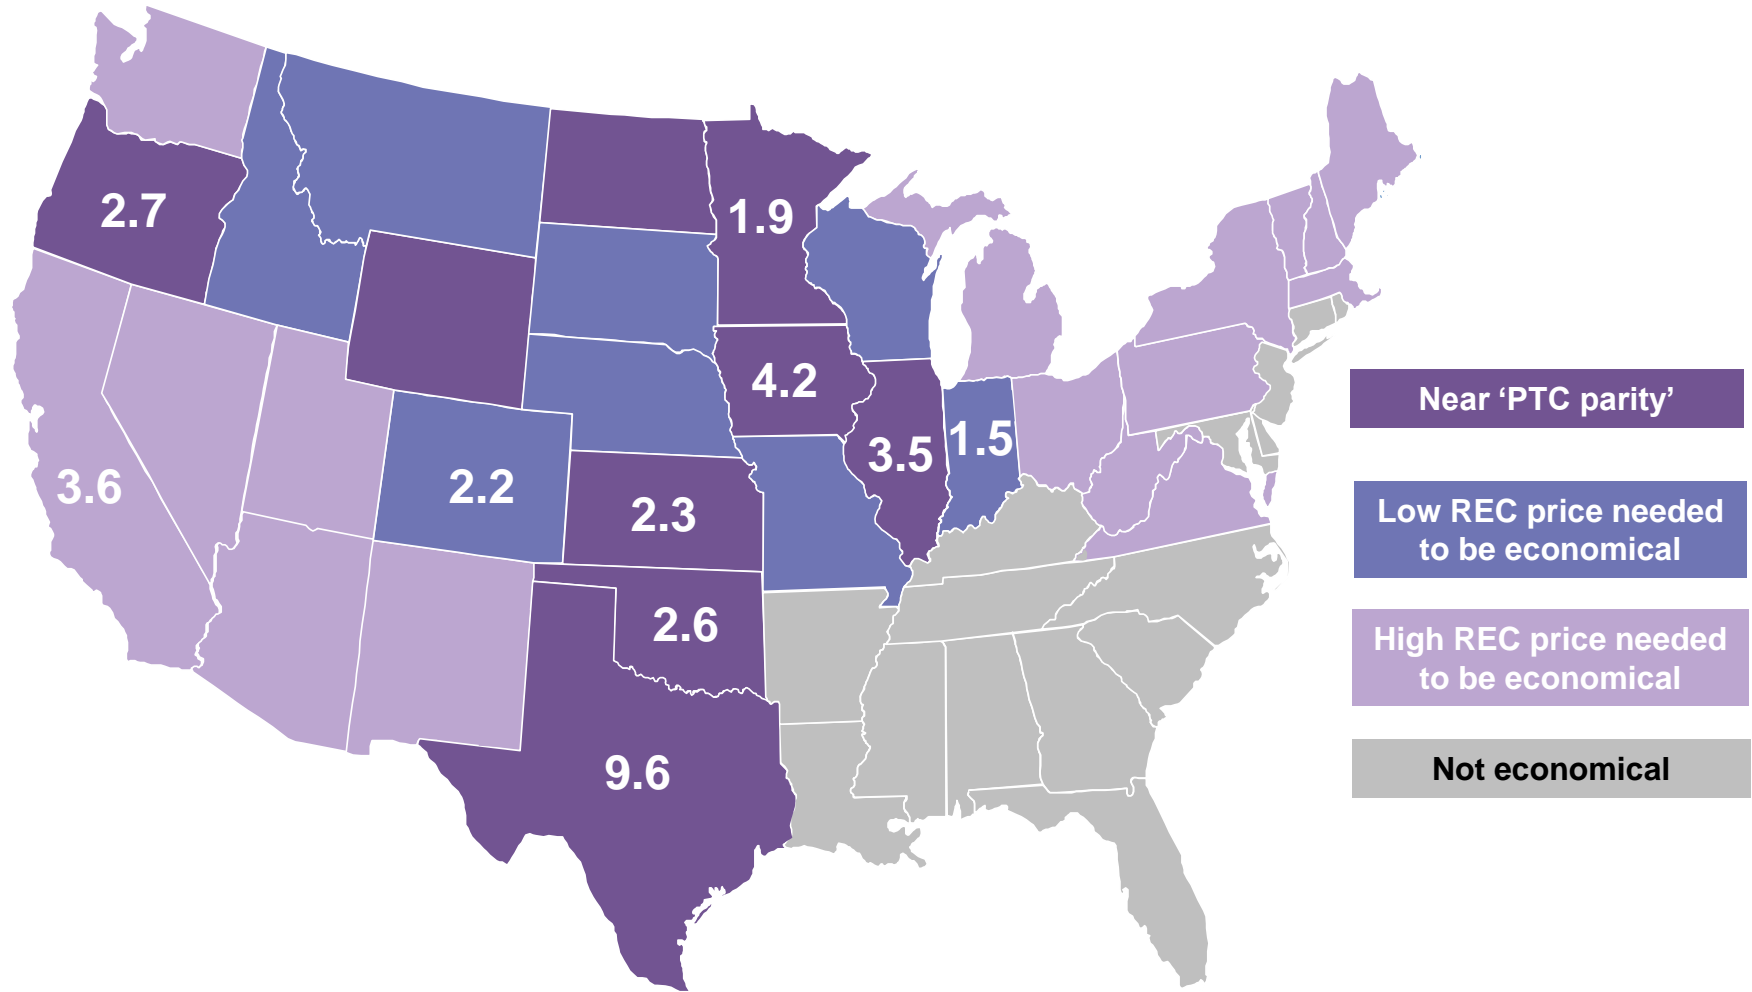 2.7
1.9
4.2
3.5
1.5
3.6
2.2
2.3
2.6
9.6
Near ‘PTC parity’
Low REC price needed
to be economical
High REC price needed
to be economical
Not economical